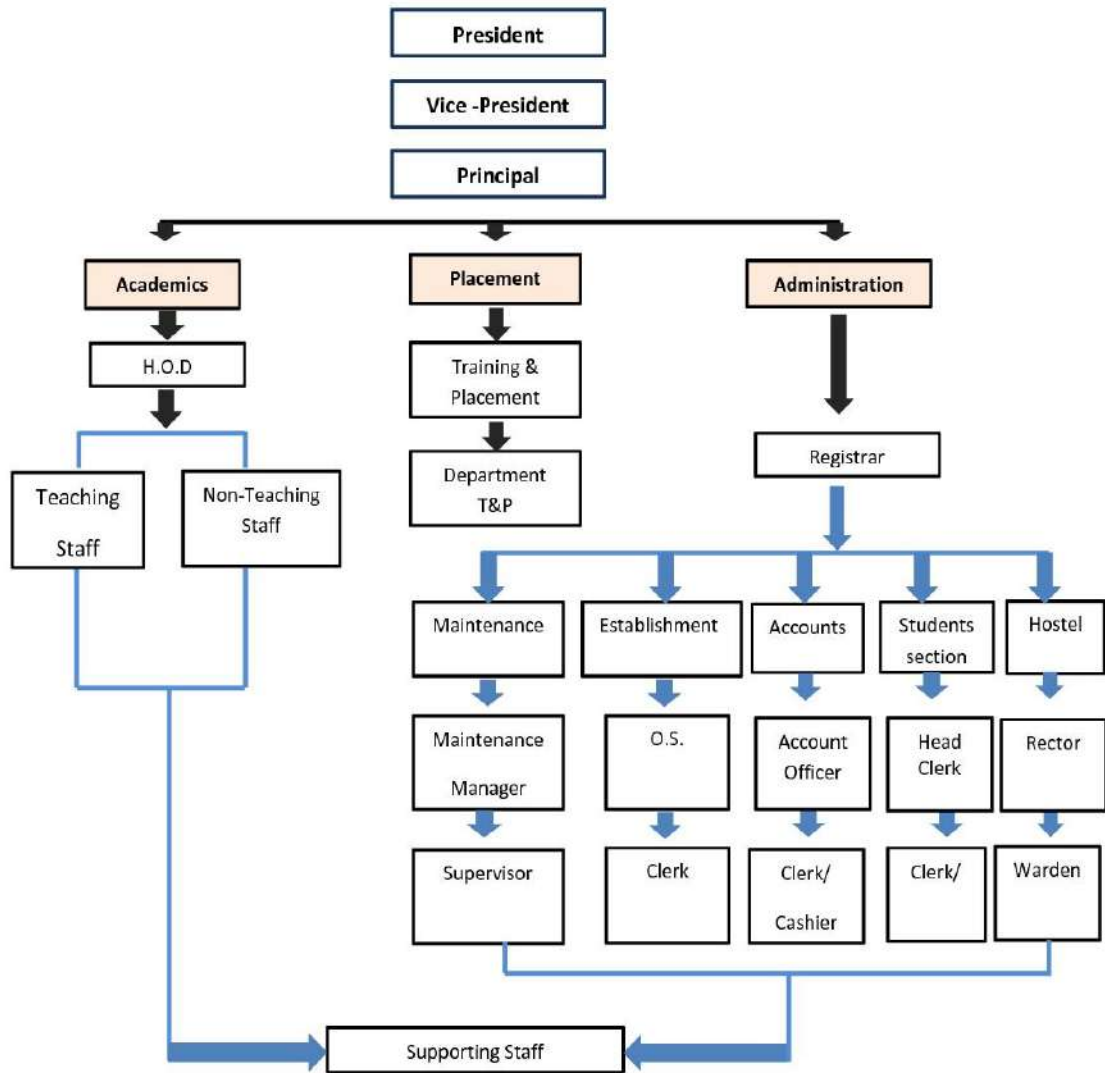 President
Vice -President
Principal
Academics
Placement
Administration
H.O.D
Training &
Placement
Registrar
Department
T&P
Teaching
Staff
Non-Teaching
Staff
Maintenance
Establishment
Accounts
Students
section
Hostel
Maintenance
Manager
O.S.
Account
Officer
Head
Clerk
Rector
Supervisor
Clerk
Clerk/
Cashier
Clerk/
Warden
Supporting Staff